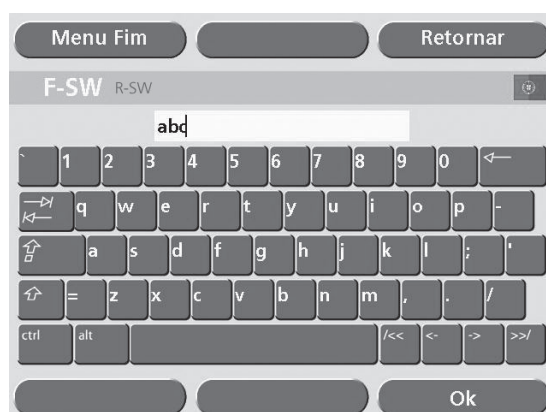 Menu Fim Retornar
F-SW R-SW
abc
` 1 2 3 4 5 6 7 8 9 0
q w e r t y u i o p -
a s d f g h j k l ; '
= z x c v b n m , . /
ctrl alt /<< <- -> >>/
Ok